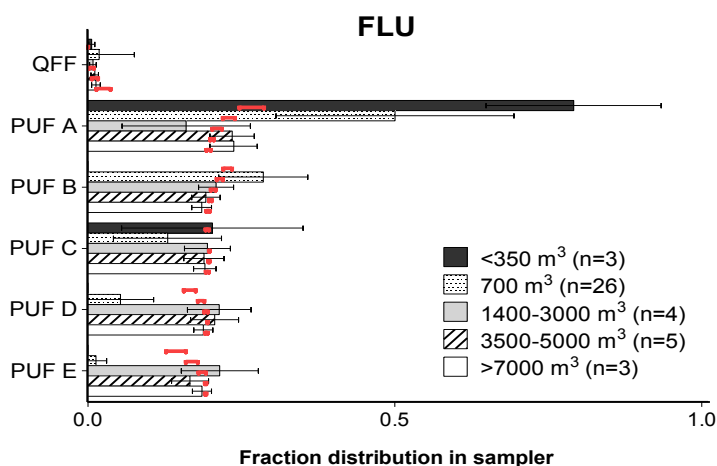 FLU
QFF
PUF A
PUF B
PUF C
PUF D
PUF E
<350 m³ (n=3)
700 m³ (n=26)
1400-3000 m³ (n=4)
3500-5000 m³ (n=5)
>7000 m³ (n=3)
0.0 0.5 1.0
Fraction distribution in sampler